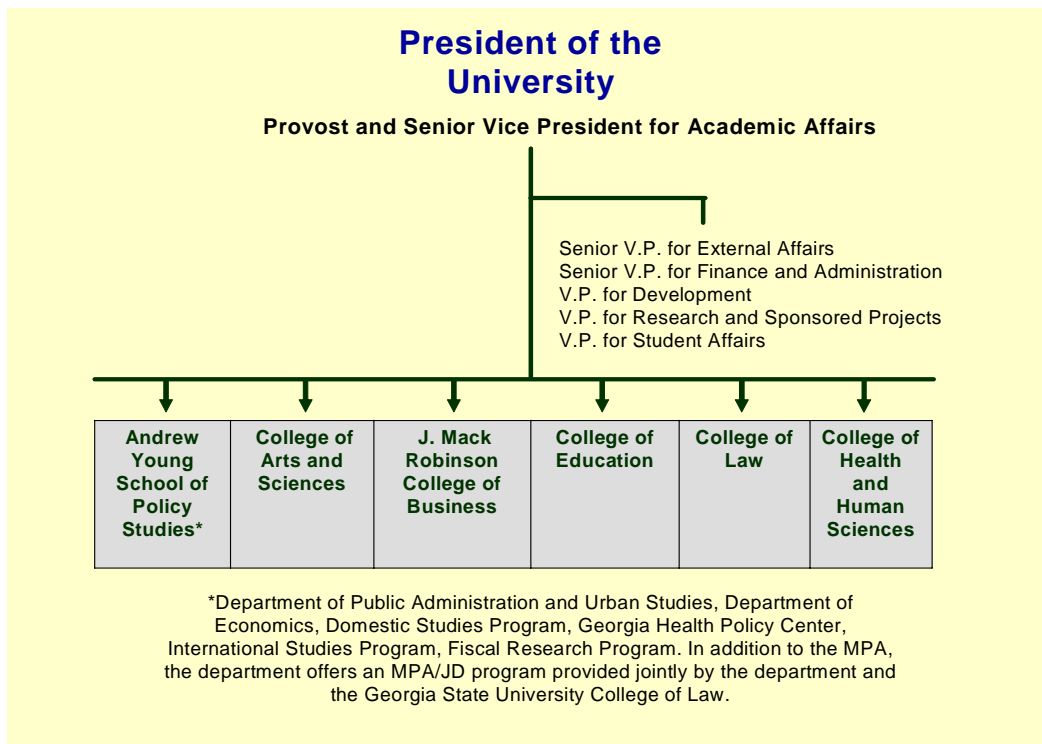 President of the
University
Provost and Senior Vice President for Academic Affairs
Senior V.P. for External Affairs
Senior V.P. for Finance and Administration
V.P. for Development
V.P. for Research and Sponsored Projects
V.P. for Student Affairs
Andrew
Young
School of
Policy
Studies*
College of
Arts and
Sciences
J. Mack
Robinson
College of
Business
College of
Education
College of
Law
College of
Health
and
Human
Sciences
*Department of Public Administration and Urban Studies, Department of
Economics, Domestic Studies Program, Georgia Health Policy Center,
International Studies Program, Fiscal Research Program. In addition to the MPA,
the department offers an MPA/JD program provided jointly by the department and
the Georgia State University College of Law.